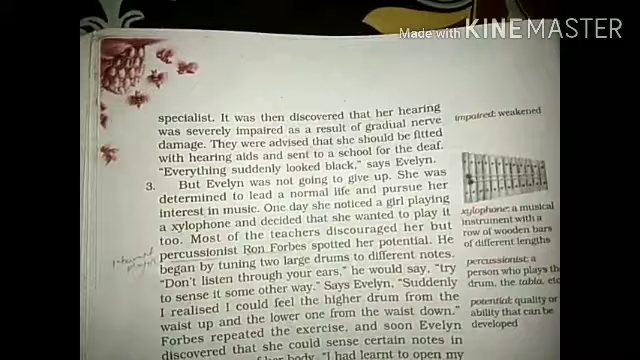 Made with KINEMASTER
specialist. It was then discovered that her hearing
was severely impaired as a result of gradual nerve
damage. They were advised that she should be fitted
with hearing aids and sent to a school for the deaf.
“Everything suddenly looked black,” says Evelyn.
3. But Evelyn was not going to give up. She was
determined to lead a normal life and pursue her
interest in music. One day she noticed a girl playing
a xylophone and decided that she wanted to play it
too. Most of the teachers discouraged her but
percussionist Ron Forbes spotted her potential. He
began by tuning two large drums to different notes.
“Don't listen through your ears,” he would say, “try
to sense it some other way.” Says Evelyn, “Suddenly
I realised I could feel the higher drum from the
waist up and the lower one from the waist down.”
Forbes repeated the exercise, and soon Evelyn
discovered that she could sense certain notes in
of her body. “I had learnt to open my
impaired: weakened
xylophone: a musical
instrument with a
row of wooden bars
of different lengths
percussionist: a
person who plays the
drum, the tabla, etc
potential: quality or
ability that can be
developed